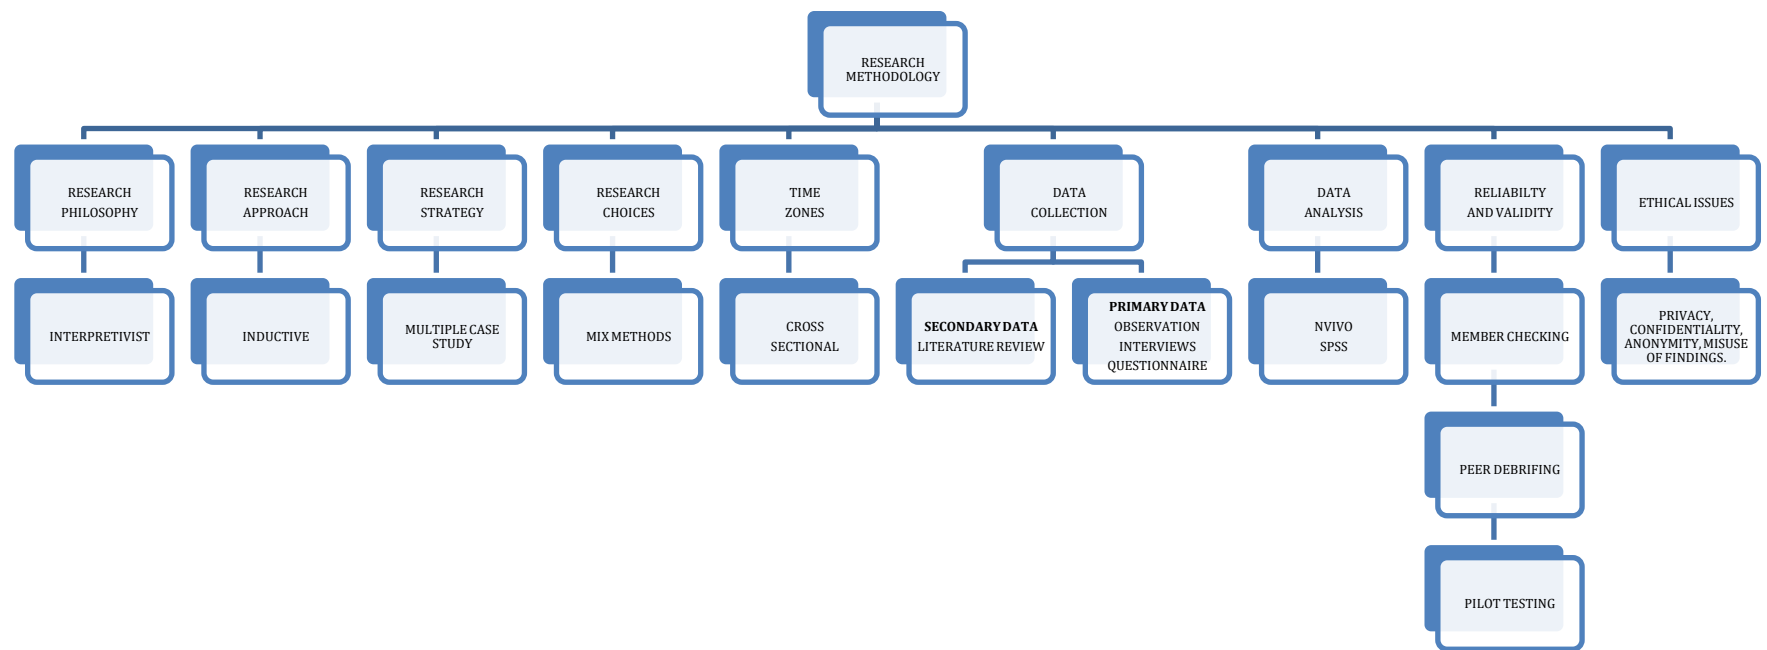 RESEARCH
METHODOLOGY
RESEARCH
PHILOSOPHY
RESEARCH
APPROACH
RESEARCH
STRATEGY
RESEARCH
CHOICES
TIME
ZONES
DATA
COLLECTION
DATA
ANALYSIS
RELIABILTY
AND VALIDITY
ETHICAL ISSUES
INTERPRETIVIST
INDUCTIVE
MULTIPLE CASE
STUDY
MIX METHODS
CROSS
SECTIONAL
SECONDARY DATA
LITERATURE REVIEW
PRIMARY DATA
OBSERVATION
INTERVIEWS
QUESTIONNAIRE
NVIVO
SPSS
MEMBER CHECKING
PRIVACY,
CONFIDENTIALITY,
ANONYMITY, MISUSE
OF FINDINGS.
PEER DEBRIFING
PILOT TESTING